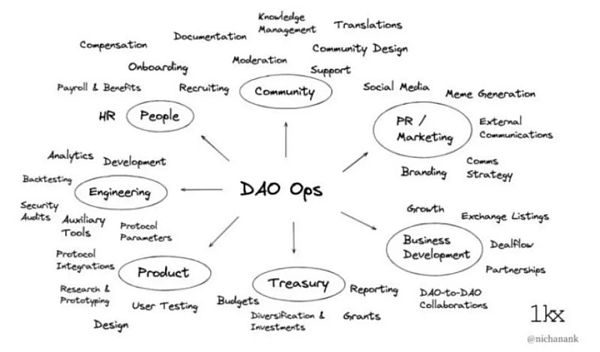 Knowledge
Management
Translations
Documentation
Compensation
Community Design
Onboarding
Moderation
Support
Payroll & Benefits
Recruiting
Community
Social Media
Meme Generation
HR
People
PR /
Marketing
External
Communications
Analytics
Development
Branding
Comms
Strategy
Backtesting
Engineering
DAO Ops
Security
Audits
Auxiliary
Tools
Protocol
Parameters
Growth
Exchange Listings
Business
Development
Dealflow
Partnerships
Protocol
Integrations
Product
Treasury
Reporting
DAO-to-DAO
Collaborations
Research &
Prototyping
User Testing
Budgets
Diversification &
Investments
Grants
Design
1kx
@nichanank